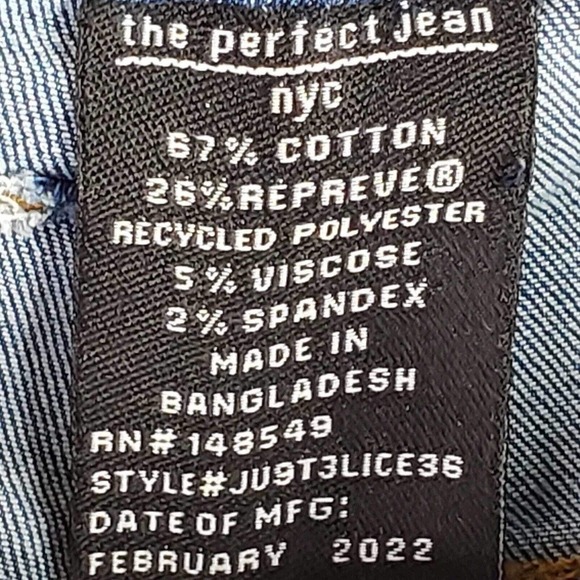 the perfect jean
nyc
67% COTTON
26% REPREVE®
RECYCLED POLYESTER
5% VISCOSE
2% SPANDEX
MADE IN
BANGLADESH
RN# 148549
STYLE#JU9T3LICE36
DATE OF MFG:
FEBRUARY 2022